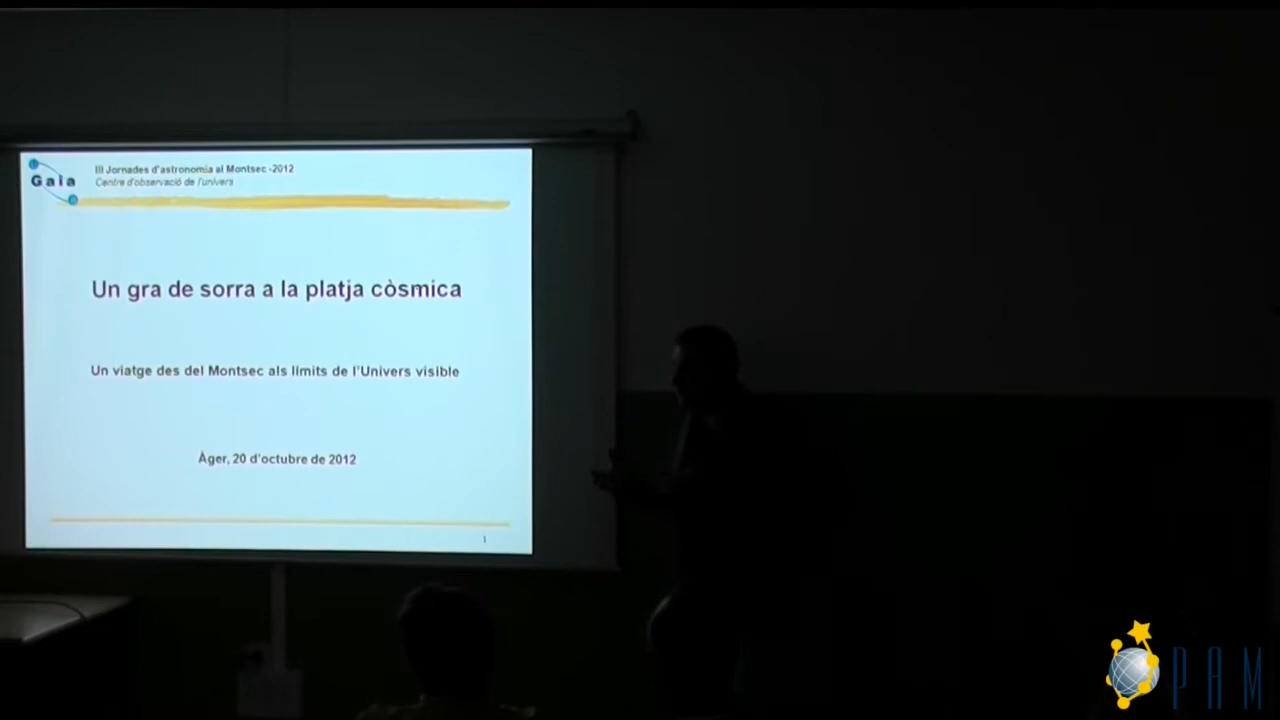 Gaia
III Jornades d'astronomia al Montsec -2012
Centre d'observació de l'univers
Un gra de sorra a la platja còsmica
Un viatge des del Montsec als límits de l'Univers visible
Àger, 20 d'octubre de 2012
1
PAM